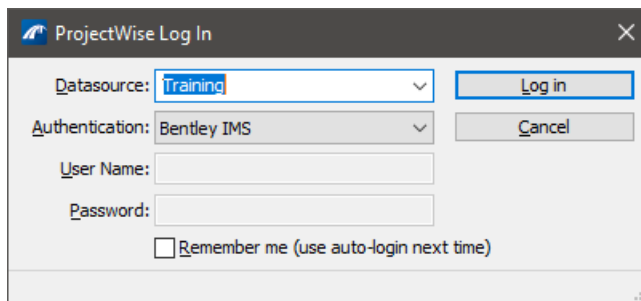 ProjectWise Log In
Datasource: Training Log in
Authentication: Bentley IMS Cancel
User Name:
Password:
Remember me (use auto-login next time)